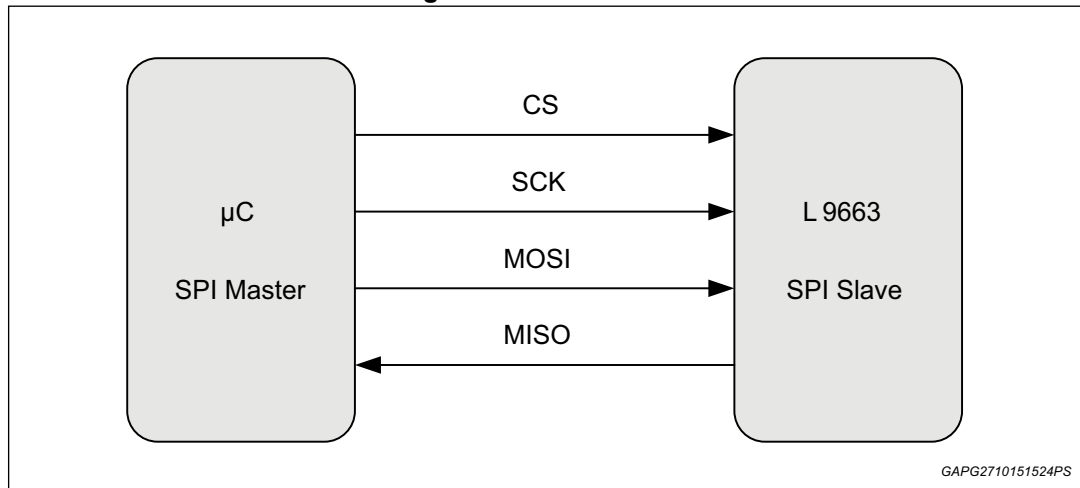 CS
SCK
µC
L 9663
MOSI
SPI Master
SPI Slave
MISO
GAPG2710151524PS